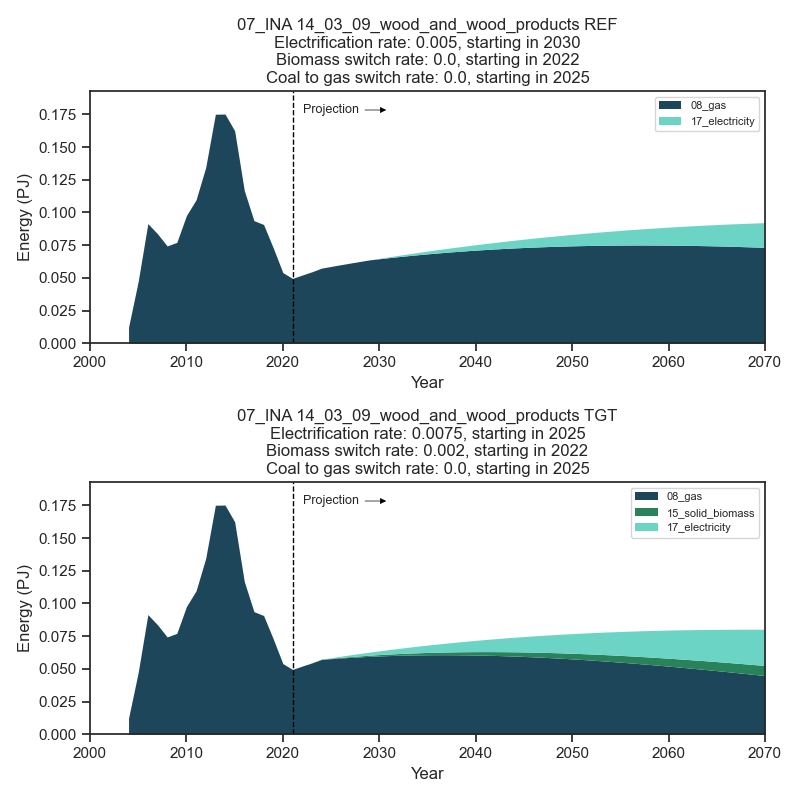 07_INA 14_03_09_wood_and_wood_products REF
Electrification rate: 0.005, starting in 2030
Biomass switch rate: 0.0, starting in 2022
Coal to gas switch rate: 0.0, starting in 2025
Projection
08_gas
17_electricity
Energy (PJ)
0.175
0.150
0.125
0.100
0.075
0.050
0.025
0.000
2000 2010 2020 2030 2040 2050 2060 2070
Year
07_INA 14_03_09_wood_and_wood_products TGT
Electrification rate: 0.0075, starting in 2025
Biomass switch rate: 0.002, starting in 2022
Coal to gas switch rate: 0.0, starting in 2025
Projection
08_gas
15_solid_biomass
17_electricity
Energy (PJ)
0.175
0.150
0.125
0.100
0.075
0.050
0.025
0.000
2000 2010 2020 2030 2040 2050 2060 2070
Year